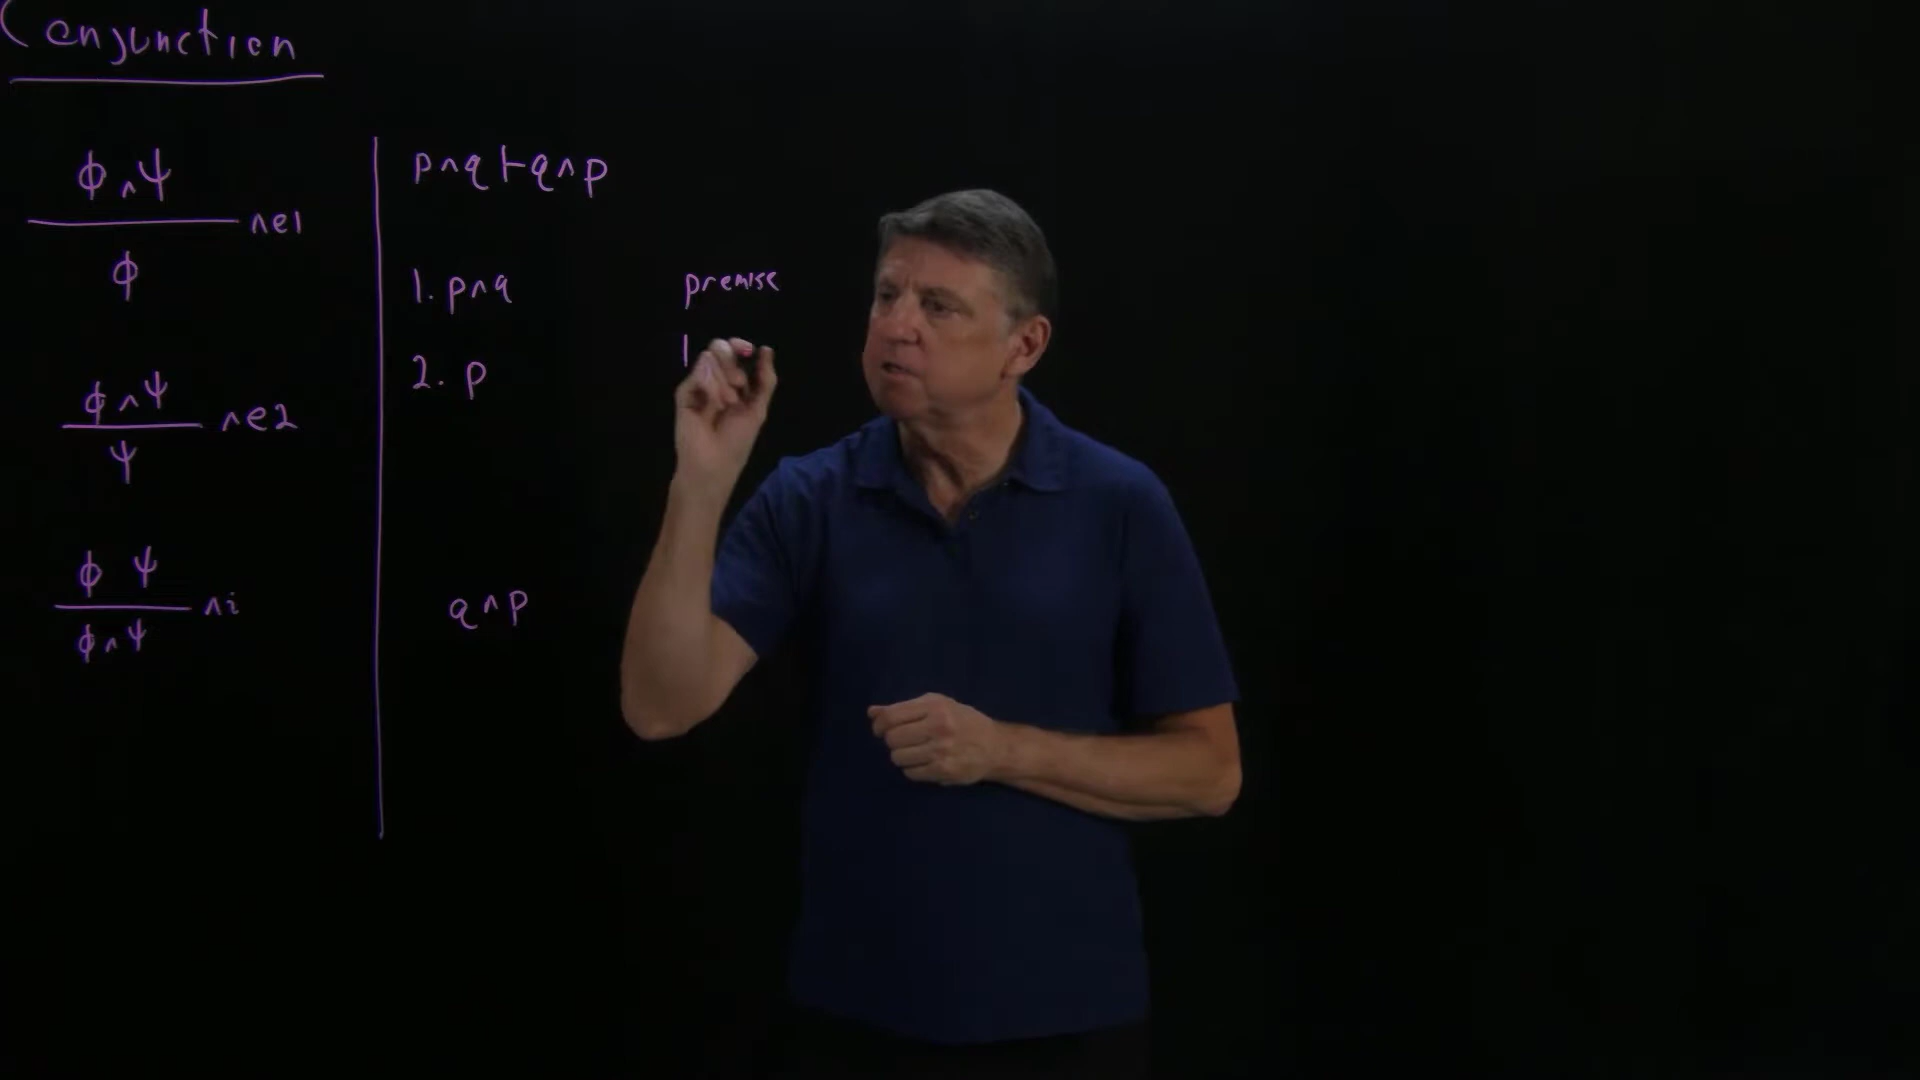 Conjunction
ϕ∧ψ
∧e1
ϕ
ϕ∧ψ
∧e2
ψ
ϕ ψ
∧i
ϕ∧ψ
p∧q⊢q∧p
1. p∧q premise
2. p 1
q∧p